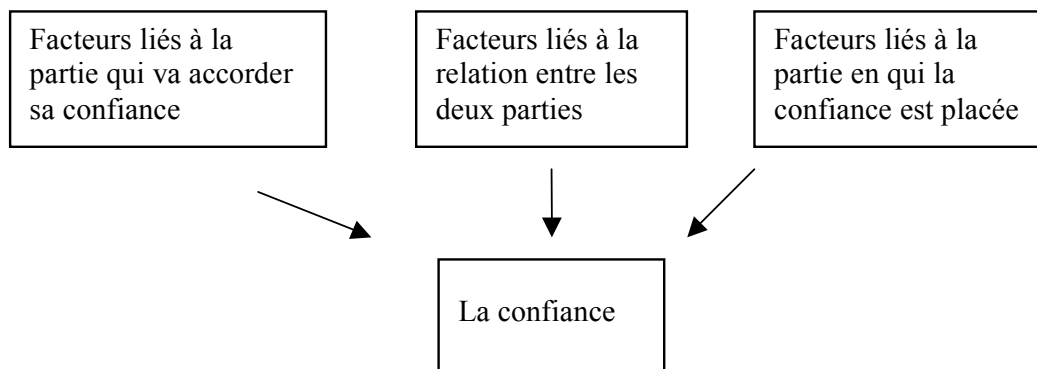 Facteurs liés à la
partie qui va accorder
sa confiance
Facteurs liés à la
relation entre les
deux parties
Facteurs liés à la
partie en qui la
confiance est placée
La confiance